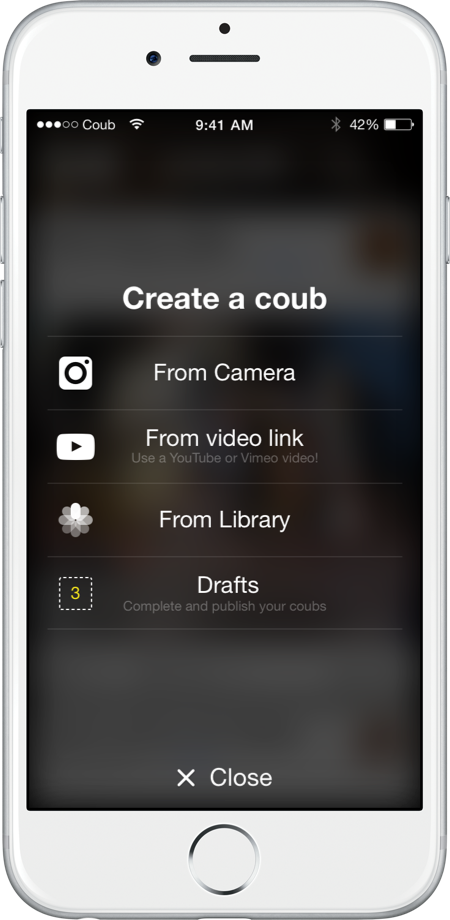 Coub 9:41 AM 42%
Create a coub
From Camera
From video link
Use a YouTube or Vimeo video!
From Library
3
Drafts
Complete and publish your coubs
Close